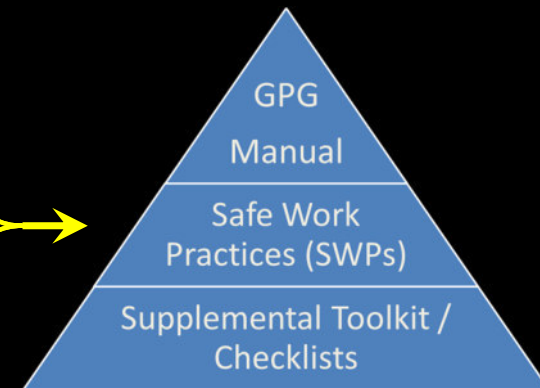 GPG
Manual
Safe Work
Practices (SWPs)
Supplemental Toolkit /
Checklists